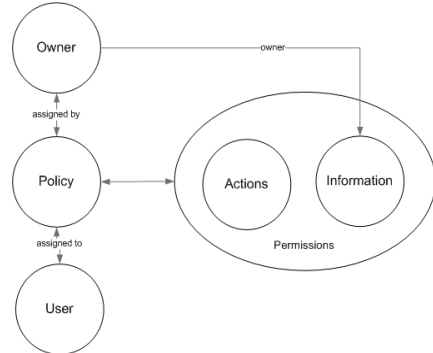 Owner
owner
assigned by
Policy
Actions
Information
Permissions
assigned to
User